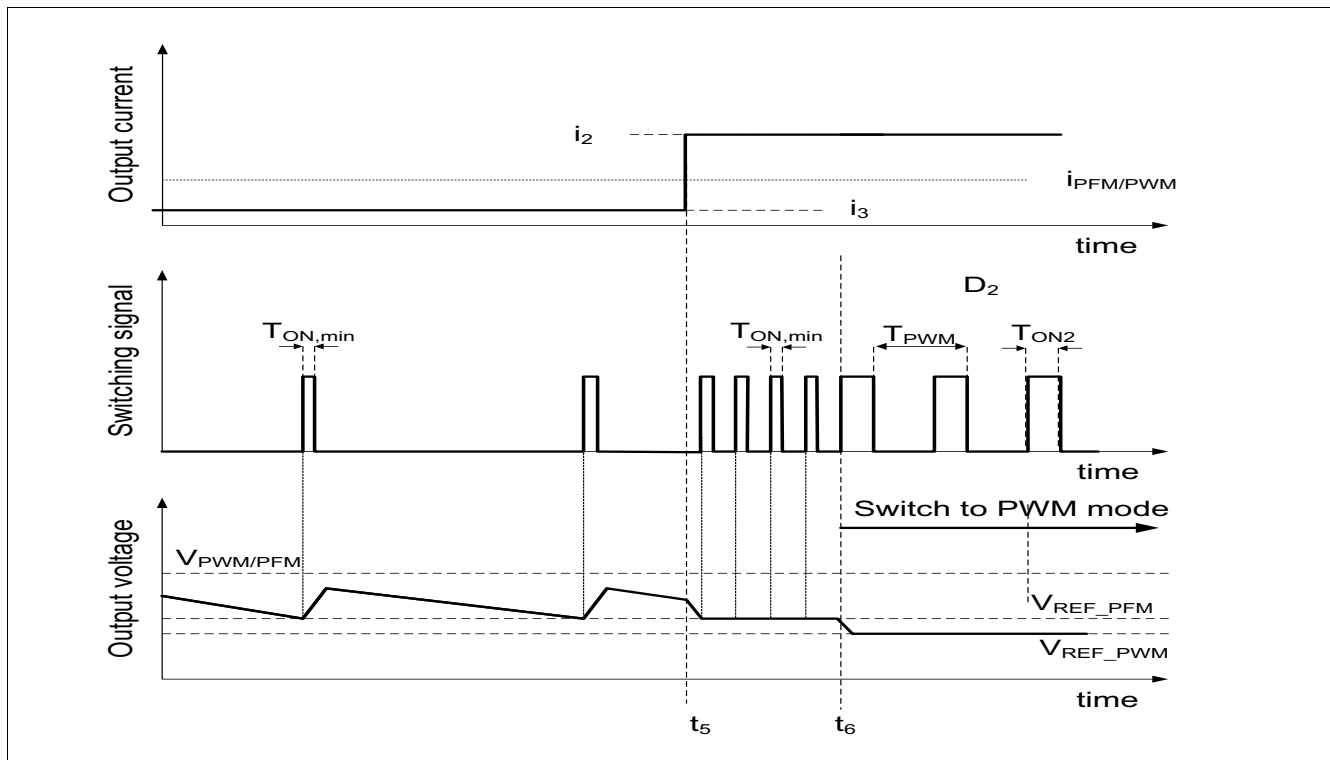 Output current
i2
iPFM/PWM
i3
time
Switching signal
D2
TON,min
TON,min
TPWM
TON2
time
Output voltage
Switch to PWM mode
VPWM/PFM
VREF_PFM
VREF_PWM
time
t5
t6